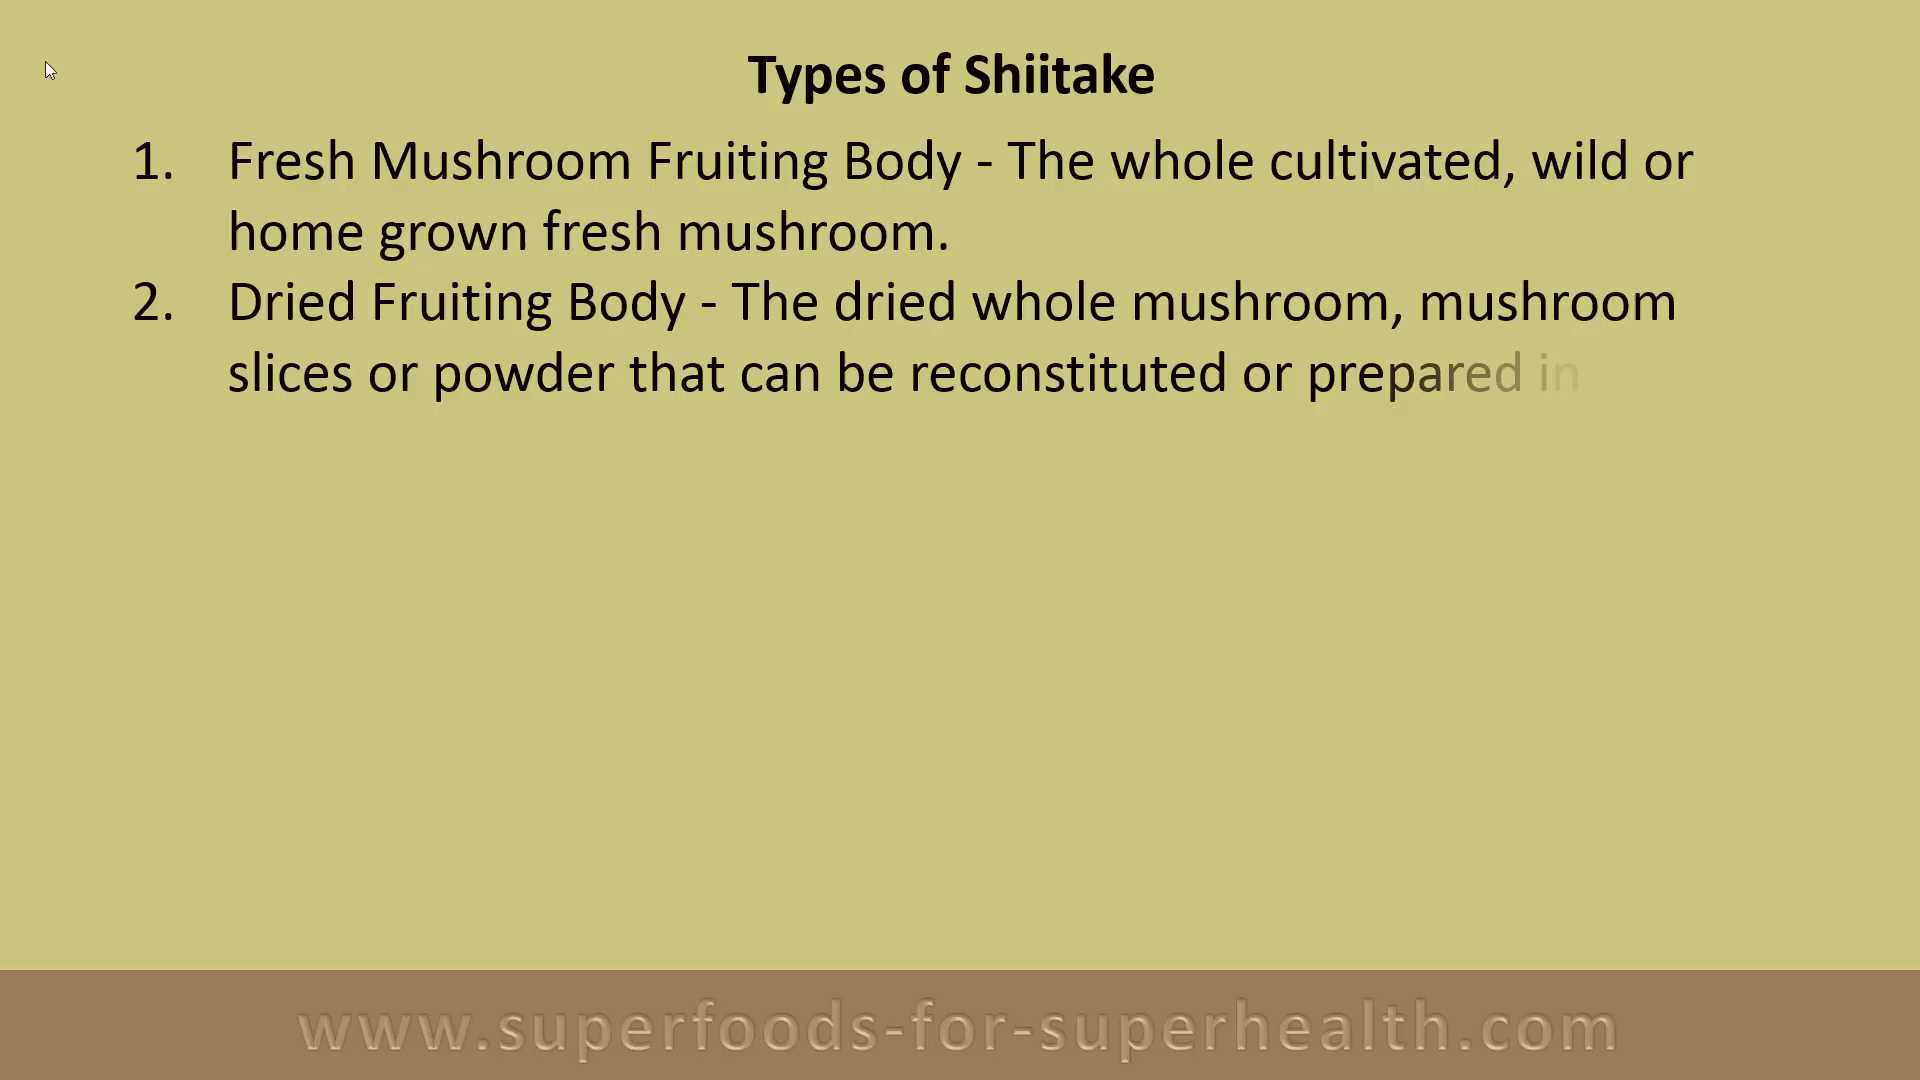 Types of Shiitake
1. Fresh Mushroom Fruiting Body - The whole cultivated, wild or
home grown fresh mushroom.
2. Dried Fruiting Body - The dried whole mushroom, mushroom
slices or powder that can be reconstituted or prepared in
www.superfoods-for-superhealth.com